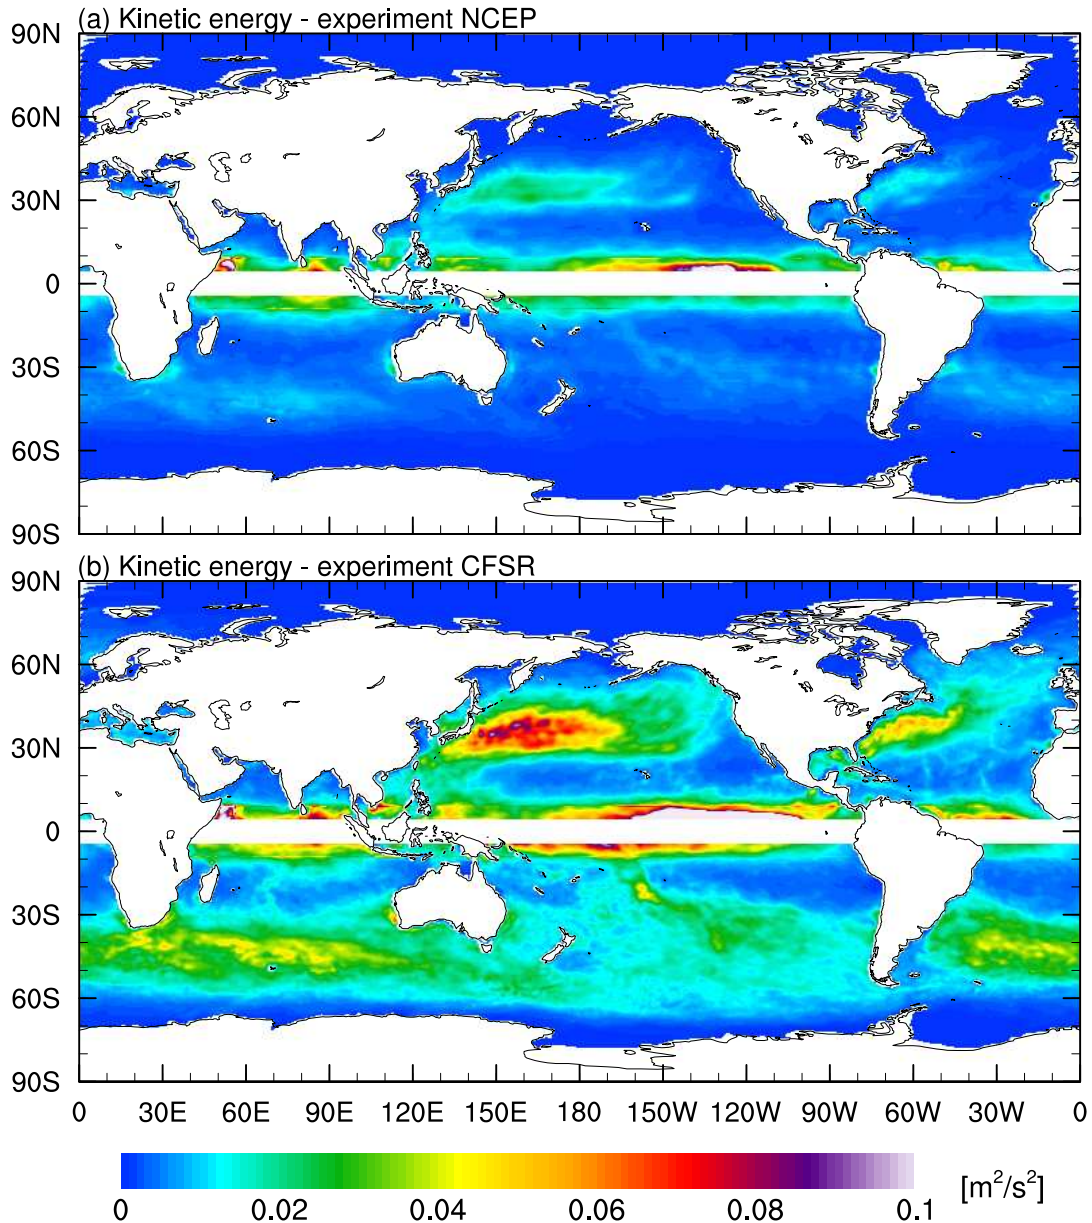 (a) Kinetic energy - experiment NCEP
90N
60N
30N
0
30S
60S
90S
(b) Kinetic energy - experiment CFSR
90N
60N
30N
0
30S
60S
90S
0 30E 60E 90E 120E 150E 180 150W 120W 90W 60W 30W 0
0 0.02 0.04 0.06 0.08 0.1 [m²/s²]